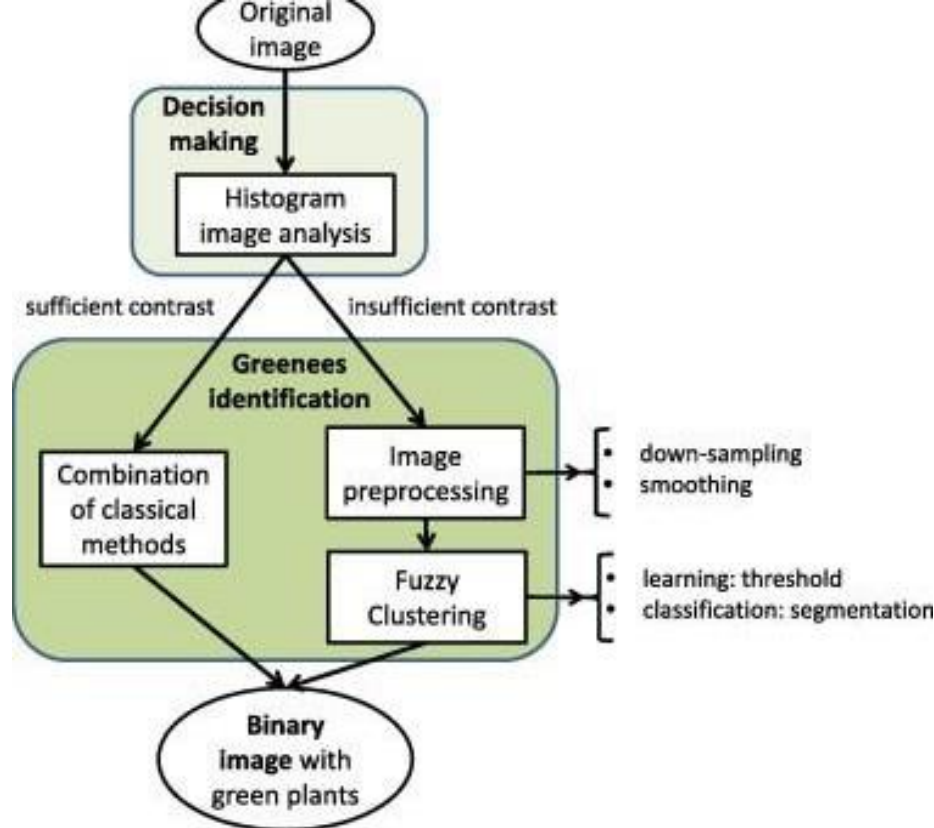 Original
image
Decision
making
Histogram
image analysis
sufficient contrast
insufficient contrast
Greenees
identification
Combination
of classical
methods
Image
preprocessing
• down-sampling
• smoothing
Fuzzy
Clustering
• learning: threshold
• classification: segmentation
Binary
image with
green plants